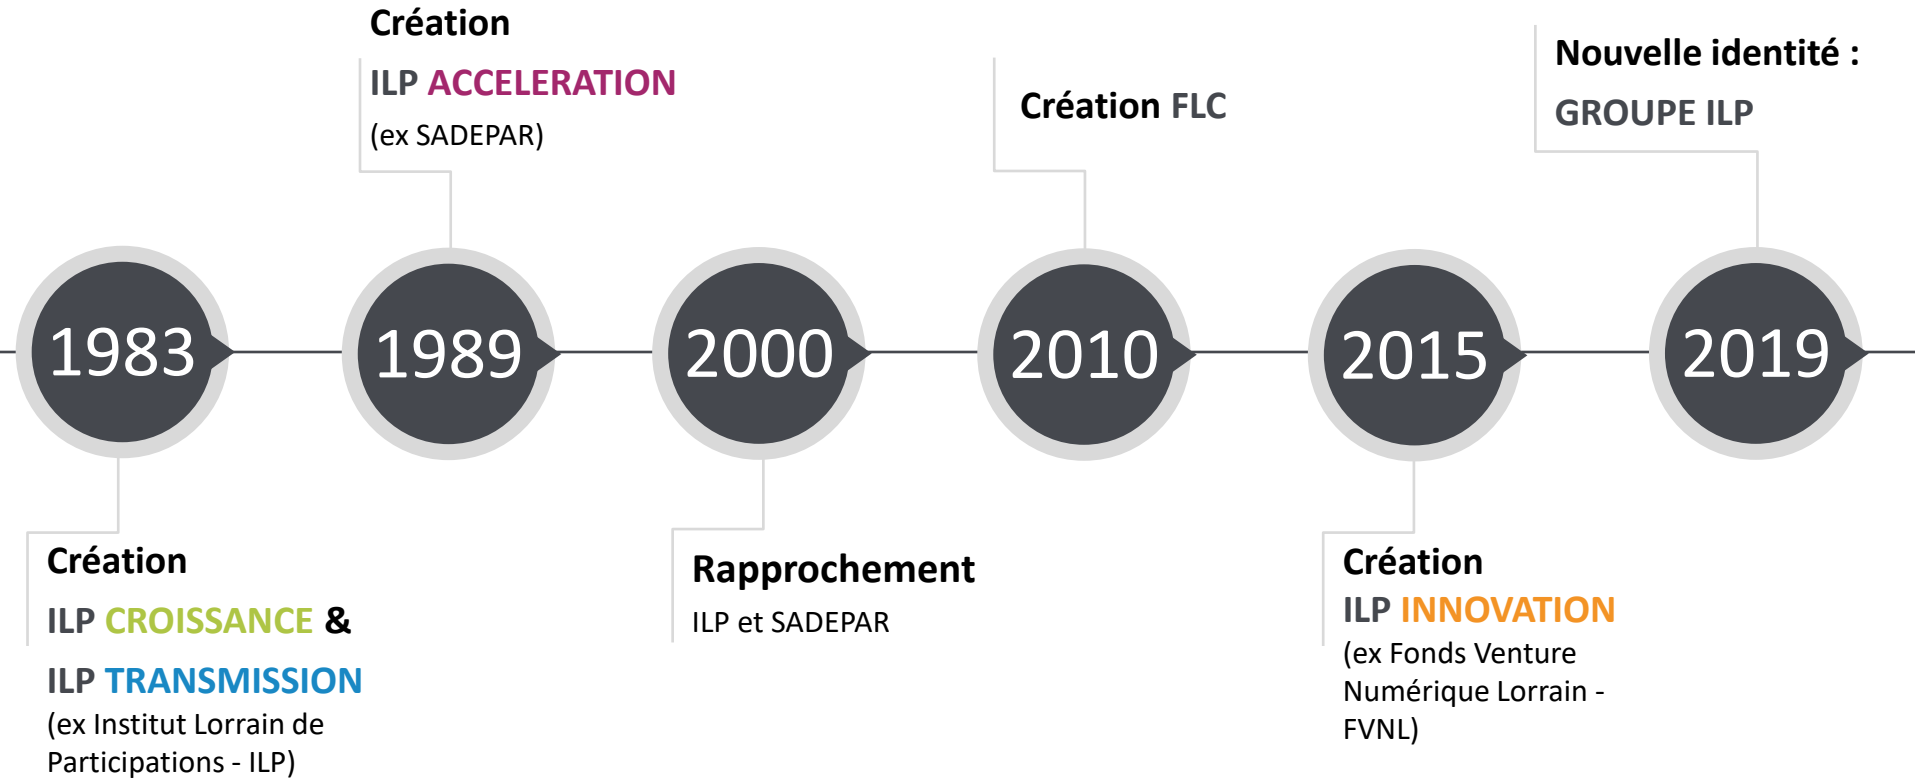 Création
ILP ACCELERATION
(ex SADEPAR)
Création FLC
Nouvelle identité :
GROUPE ILP
1983
1989
2000
2010
2015
2019
Création
ILP CROISSANCE &
ILP TRANSMISSION
(ex Institut Lorrain de
Participations - ILP)
Rapprochement
ILP et SADEPAR
Création
ILP INNOVATION
(ex Fonds Venture
Numérique Lorrain -
FVNL)